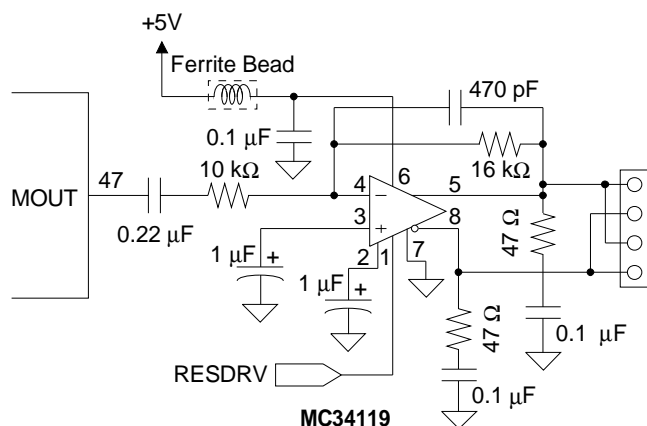 +5V
Ferrite Bead
470 pF
0.1 µF
16 kΩ
10 kΩ
MOUT
47
4
6
5
0.22 µF
3
8
1 µF
+
2
1
7
47 Ω
1 µF
+
47 Ω
0.1 µF
RESDRV
0.1 µF
MC34119